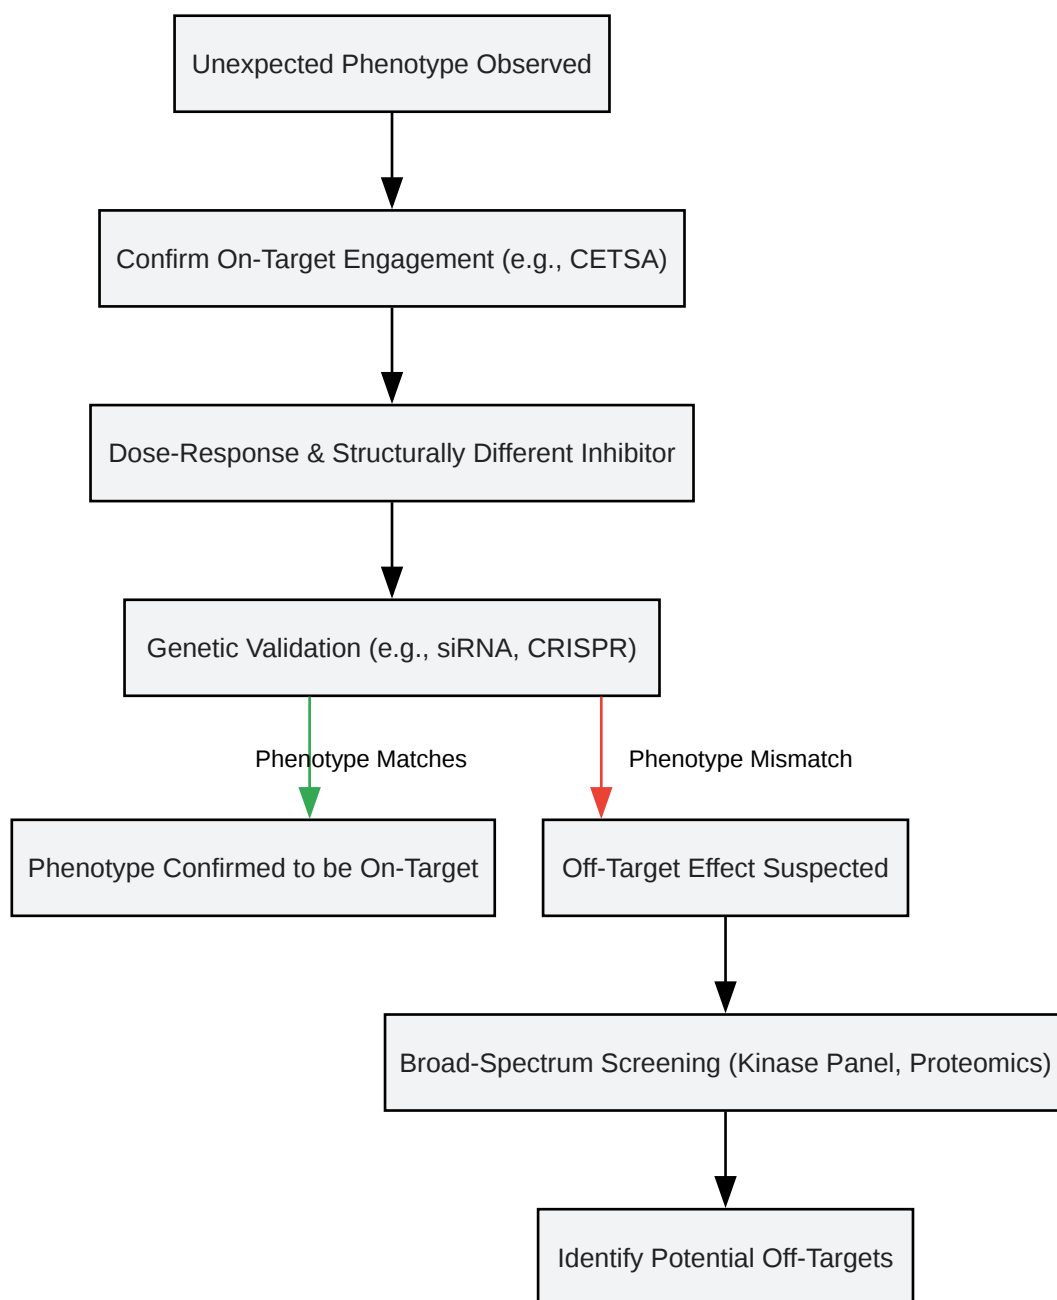 Unexpected Phenotype Observed
Confirm On-Target Engagement (e.g., CETSA)
Dose-Response & Structurally Different Inhibitor
Genetic Validation (e.g., siRNA, CRISPR)
Phenotype Matches
Phenotype Mismatch
Phenotype Confirmed to be On-Target
Off-Target Effect Suspected
Broad-Spectrum Screening (Kinase Panel, Proteomics)
Identify Potential Off-Targets